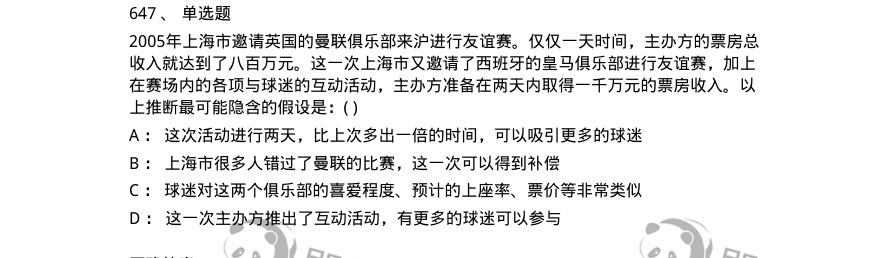 647 、 单选题
2005年上海市邀请英国的曼联俱乐部来沪进行友谊赛。仅仅一天时间，主办方的票房总
收入就达到了八百万元。这一次上海市又邀请了西班牙的皇马俱乐部进行友谊赛，加上
在赛场内的各项与球迷的互动活动，主办方准备在两天内取得一千万元的票房收入。以
上推断最可能隐含的假设是：( )
A ： 这次活动进行两天，比上次多出一倍的时间，可以吸引更多的球迷
B ： 上海市很多人错过了曼联的比赛，这一次可以得到补偿
C ： 球迷对这两个俱乐部的喜爱程度、预计的上座率、票价等非常类似
D ： 这一次主办方推出了互动活动，有更多的球迷可以参与